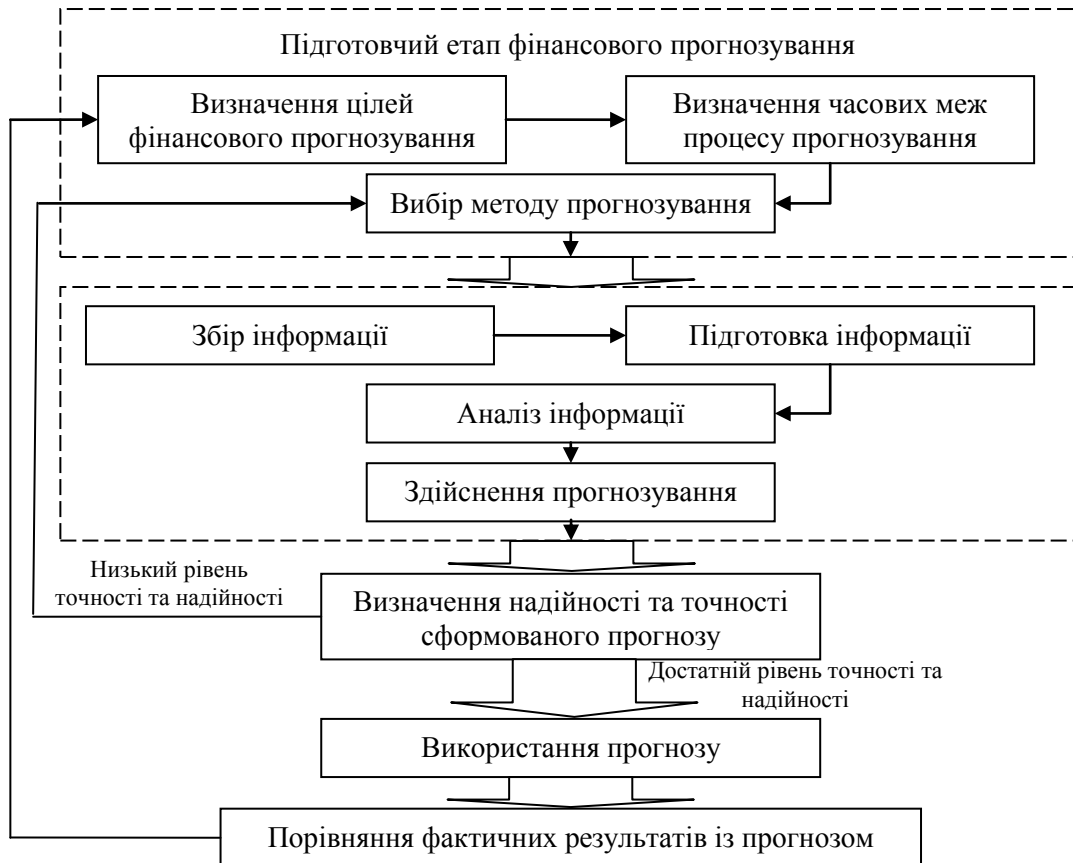 Підготовчий етап фінансового прогнозування
Визначення цілей
фінансового прогнозування
Визначення часових меж
процесу прогнозування
Вибір методу прогнозування
Збір інформації
Підготовка інформації
Аналіз інформації
Здійснення прогнозування
Низький рівень
точності та надійності
Визначення надійності та точності
сформованого прогнозу
Достатній рівень точності та
надійності
Використання прогнозу
Порівняння фактичних результатів із прогнозом